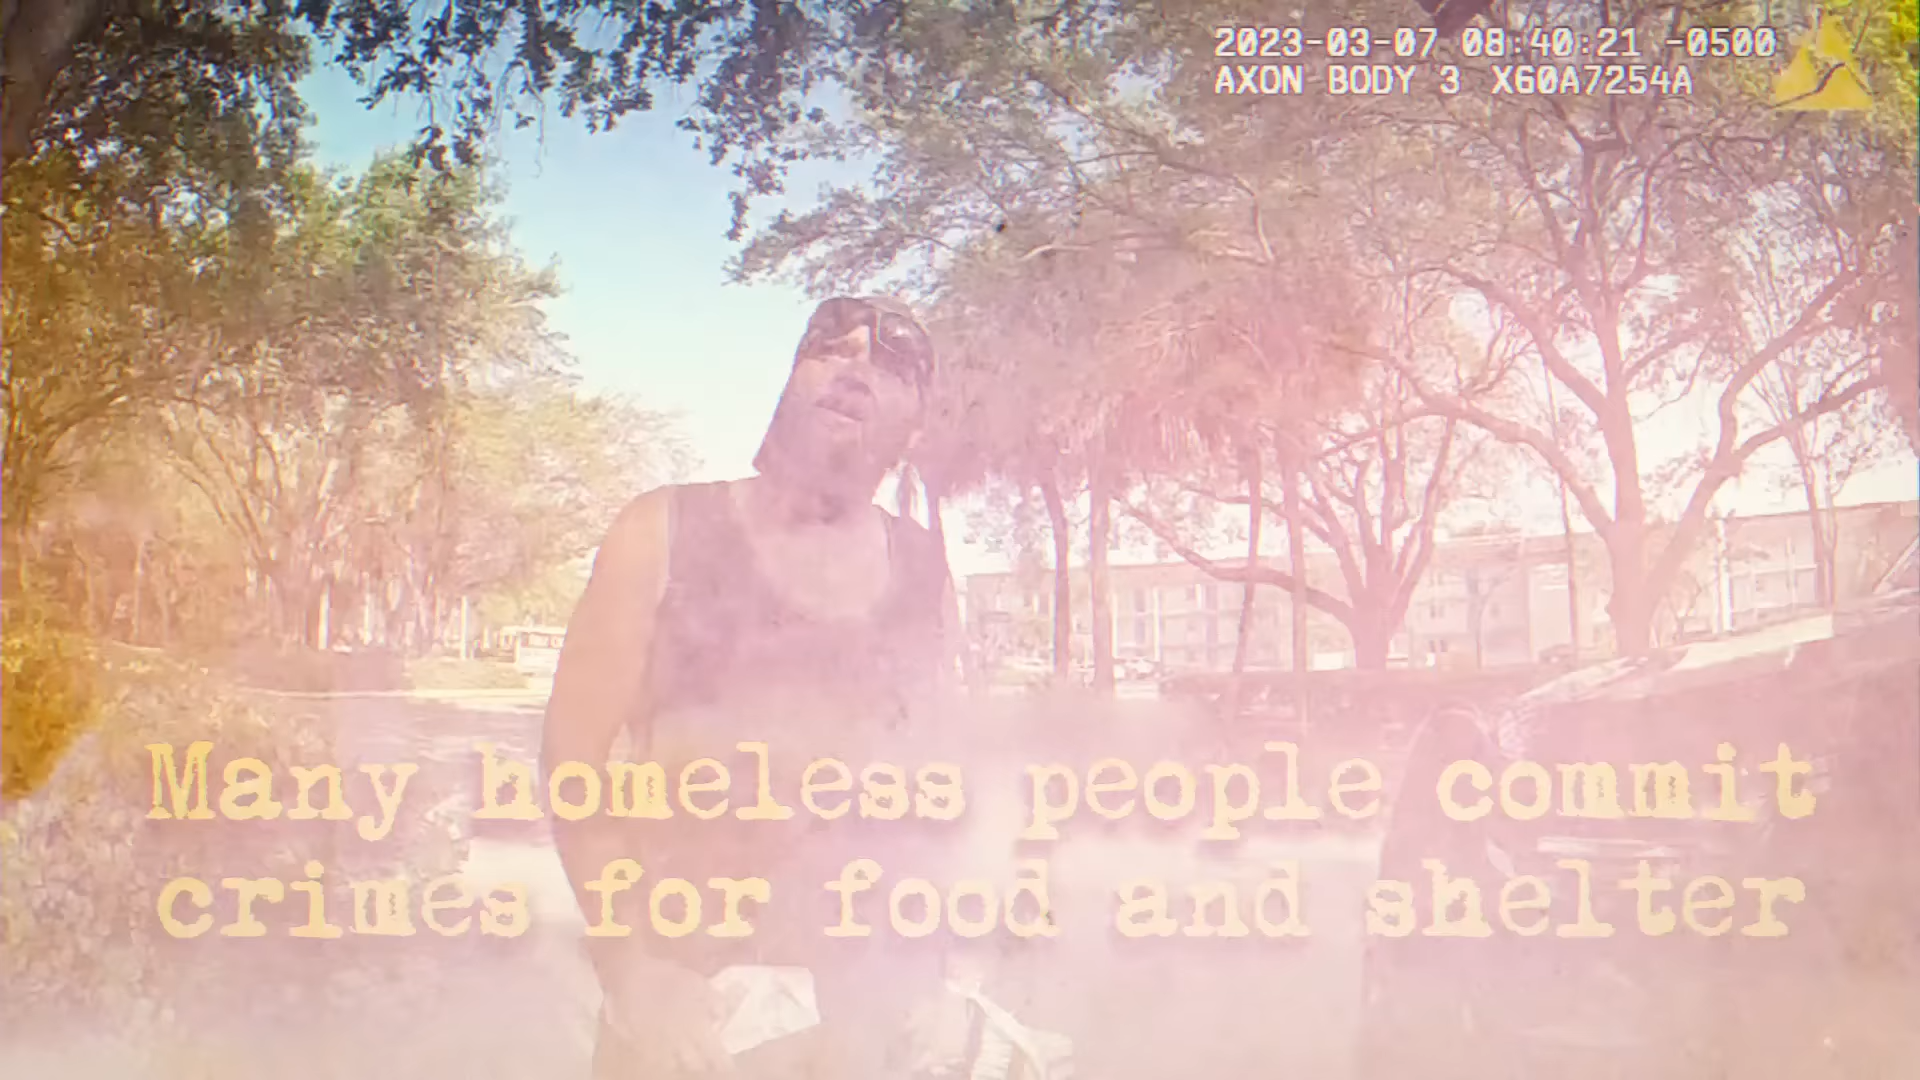 2023-03-07 08:40:21 -0500
AXON BODY 3 X60A7254A
Many homeless people commit
crimes for food and shelter